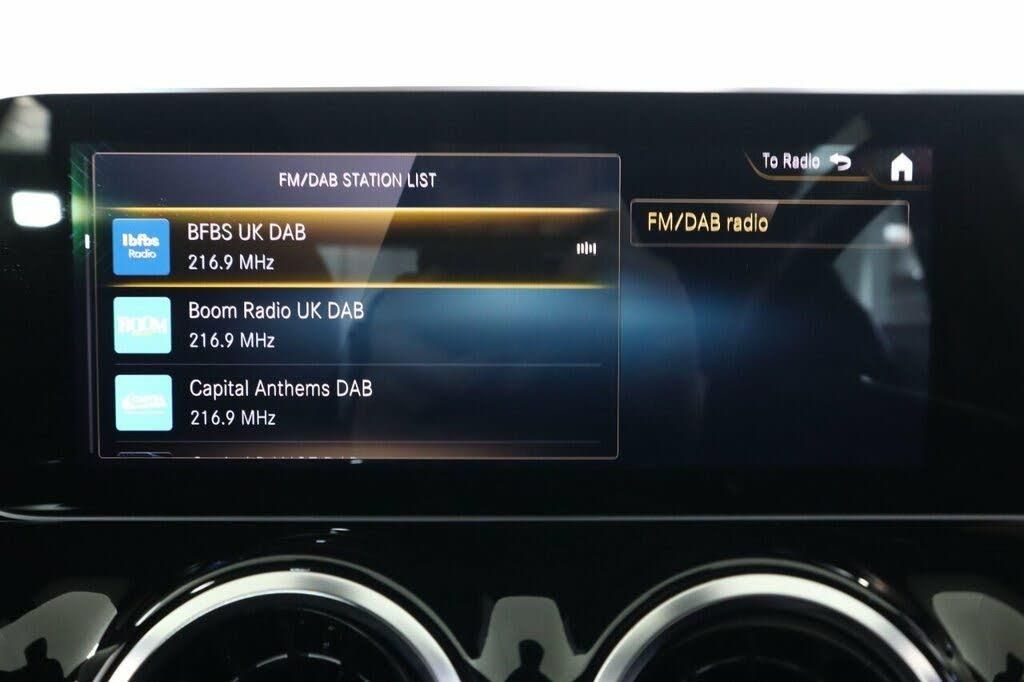 To Radio
FM/DAB STATION LIST
FM/DAB radio
bfbs
Radio
BFBS UK DAB
216.9 MHz
BOOM
Boom Radio UK DAB
216.9 MHz
Capital Anthems DAB
216.9 MHz